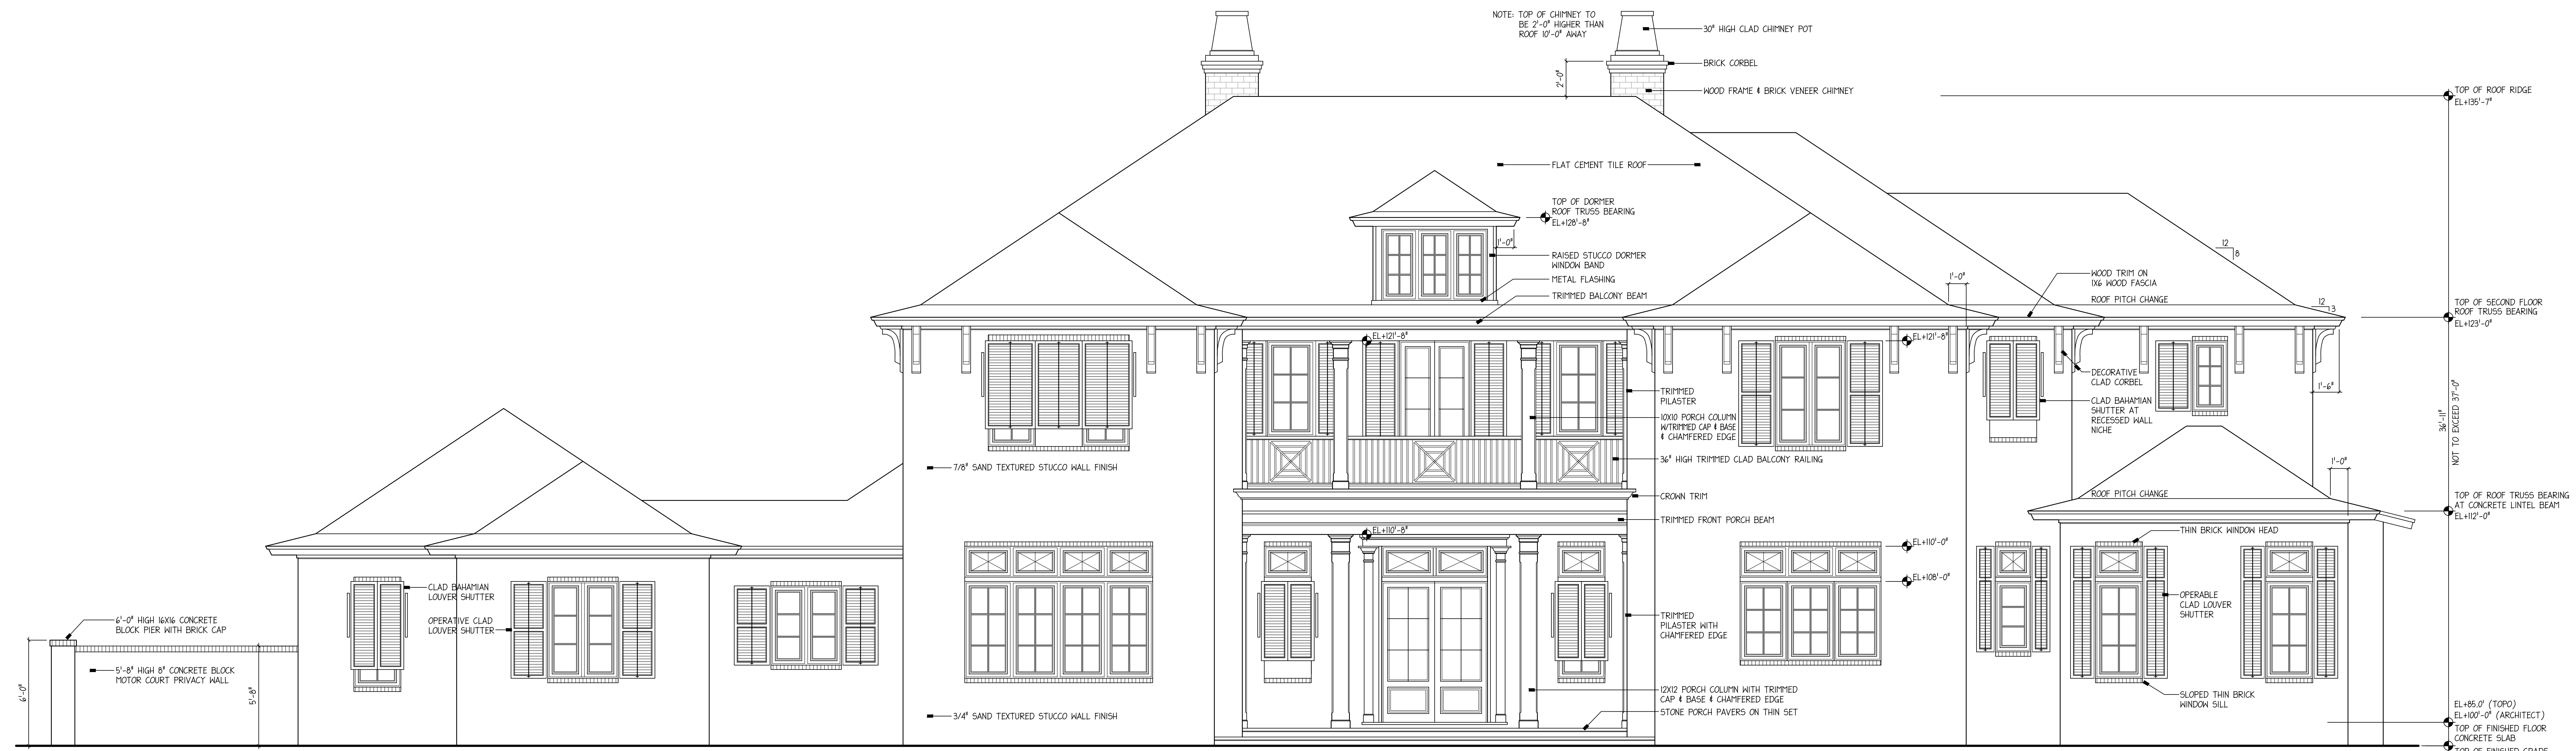 NOTE: TOP OF CHIMNEY TO
BE 2'-0" HIGHER THAN
ROOF 10'-0" AWAY
30" HIGH CLAD CHIMNEY POT
BRICK CORBEL
2'-0"
WOOD FRAME & BRICK VENEER CHIMNEY
TOP OF ROOF RIDGE
EL+135'-7"
FLAT CEMENT TILE ROOF
TOP OF DORMER
ROOF TRUSS BEARING
EL+128'-8"
1'-0"
RAISED STUCCO DORMER
WINDOW BAND
METAL FLASHING
TRIMMED BALCONY BEAM
12
8
1'-0"
WOOD TRIM ON
1X6 WOOD FASCIA
ROOF PITCH CHANGE
12
3
TOP OF SECOND FLOOR
ROOF TRUSS BEARING
EL+123'-0"
EL+121'-8"
EL+121'-8"
TRIMMED
PILASTER
10X10 PORCH COLUMN
W/TRIMMED CAP & BASE
& CHAMFERED EDGE
DECORATIVE
CLAD CORBEL
1'-6"
CLAD BAHAMIAN
SHUTTER AT
RECESSED WALL
NICHE
36'-11"
NOT TO EXCEED 37'-0"
7/8" SAND TEXTURED STUCCO WALL FINISH
36" HIGH TRIMMED CLAD BALCONY RAILING
1'-0"
CROWN TRIM
ROOF PITCH CHANGE
TOP OF ROOF TRUSS BEARING
AT CONCRETE LINTEL BEAM
EL+112'-0"
TRIMMED FRONT PORCH BEAM
EL+110'-8"
THIN BRICK WINDOW HEAD
EL+110'-0"
EL+108'-0"
CLAD BAHAMIAN
LOUVER SHUTTER
OPERATIVE CLAD
LOUVER SHUTTER
6'-0" HIGH 16X16 CONCRETE
BLOCK PIER WITH BRICK CAP
5'-8" HIGH 8" CONCRETE BLOCK
MOTOR COURT PRIVACY WALL
6'-0"
5'-8"
TRIMMED
PILASTER WITH
CHAMFERED EDGE
OPERABLE
CLAD LOUVER
SHUTTER
12X12 PORCH COLUMN WITH TRIMMED
CAP & BASE & CHAMFERED EDGE
STONE PORCH PAVERS ON THIN SET
3/4" SAND TEXTURED STUCCO WALL FINISH
SLOPED THIN BRICK
WINDOW SILL
EL+85.0' (TOPO)
EL+100'-0" (ARCHITECT)
TOP OF FINISHED FLOOR
CONCRETE SLAB
TOP OF FINISHED GRADE